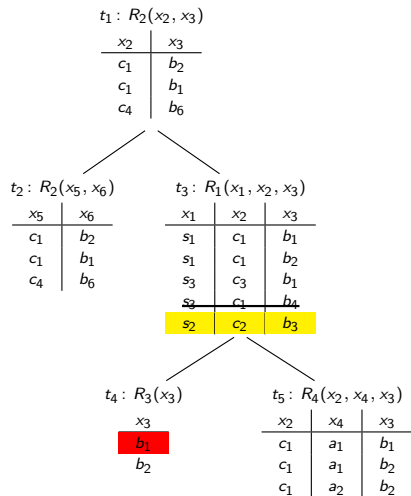 t₁: R₂(x₂, x₃)
x₂ x₃
c₁ b₂
c₁ b₁
c₄ b₆
t₂: R₂(x₅, x₆)
x₅ x₆
c₁ b₂
c₁ b₁
c₄ b₆
t₃: R₁(x₁, x₂, x₃)
x₁ x₂ x₃
s₁ c₁ b₁
s₁ c₁ b₂
s₃ c₃ b₁
s₃ c₁ b₄
s₂ c₂ b₃
t₄: R₃(x₃)
x₃
b₁
b₂
t₅: R₄(x₂, x₄, x₃)
x₂ x₄ x₃
c₁ a₁ b₁
c₁ a₁ b₂
c₁ a₂ b₂